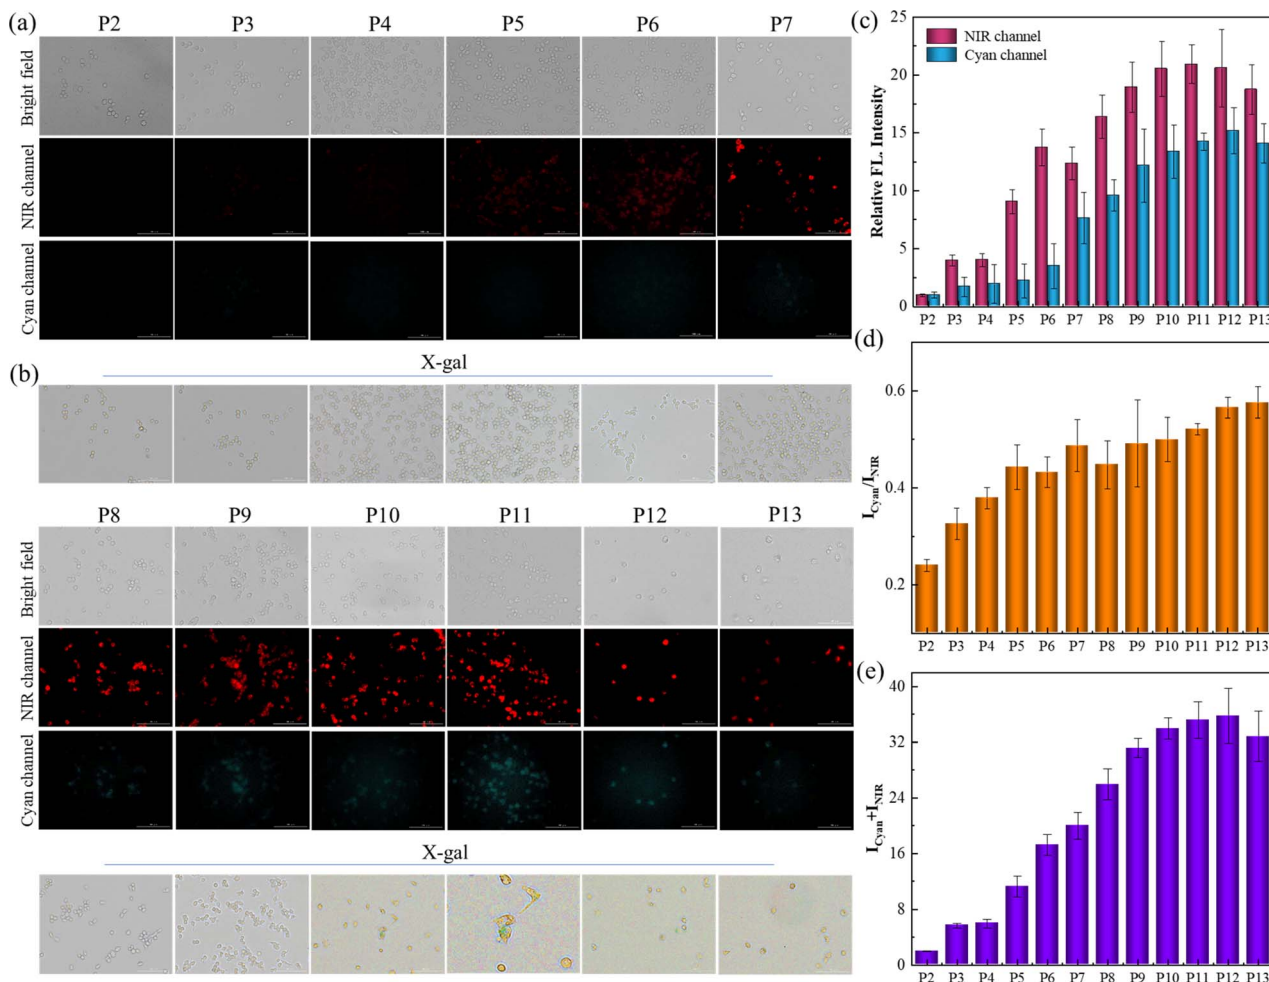 (a) P2 P3 P4 P5 P6 P7
Bright field
NIR channel
Cyan channel
X-gal
(b)
P8 P9 P10 P11 P12 P13
Bright field
NIR channel
Cyan channel
X-gal
(c)
25
20
15
10
5
0
Relative FL. Intensity
NIR channel
Cyan channel
P2 P3 P4 P5 P6 P7 P8 P9 P10 P11 P12 P13
(d)
0.6
0.4
0.2
I_Cyan/I_NIR
P2 P3 P4 P5 P6 P7 P8 P9 P10 P11 P12 P13
(e)
40
32
24
16
8
0
I_Cyan+I_NIR
P2 P3 P4 P5 P6 P7 P8 P9 P10 P11 P12 P13